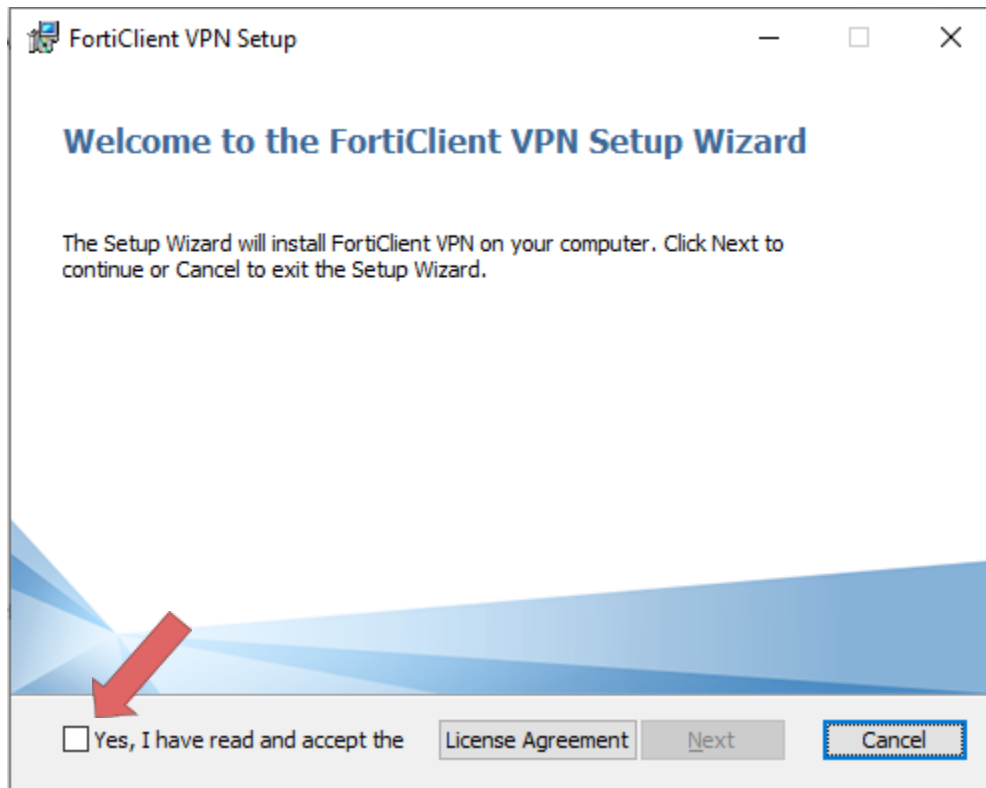 FortiClient VPN Setup
Welcome to the FortiClient VPN Setup Wizard
The Setup Wizard will install FortiClient VPN on your computer. Click Next to
continue or Cancel to exit the Setup Wizard.
Yes, I have read and accept the License Agreement Next Cancel